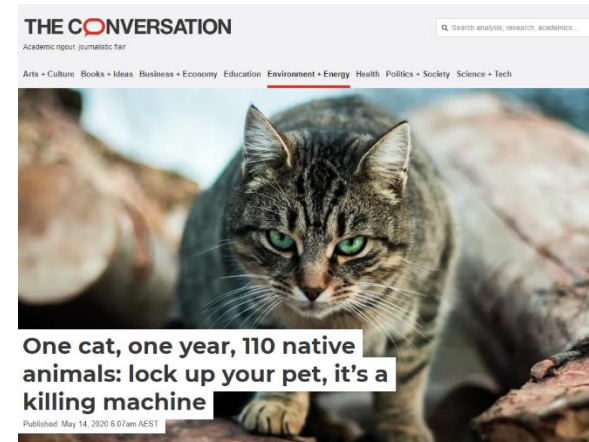 THE CONVERSATION
Search analysis, research, academics...
Academic rigour, journalistic flair
Arts + Culture Books + Ideas Business + Economy Education Environment + Energy Health Politics + Society Science + Tech
One cat, one year, 110 native
animals: lock up your pet, it's a
killing machine
Published: May 14, 2020 6.07am AEST